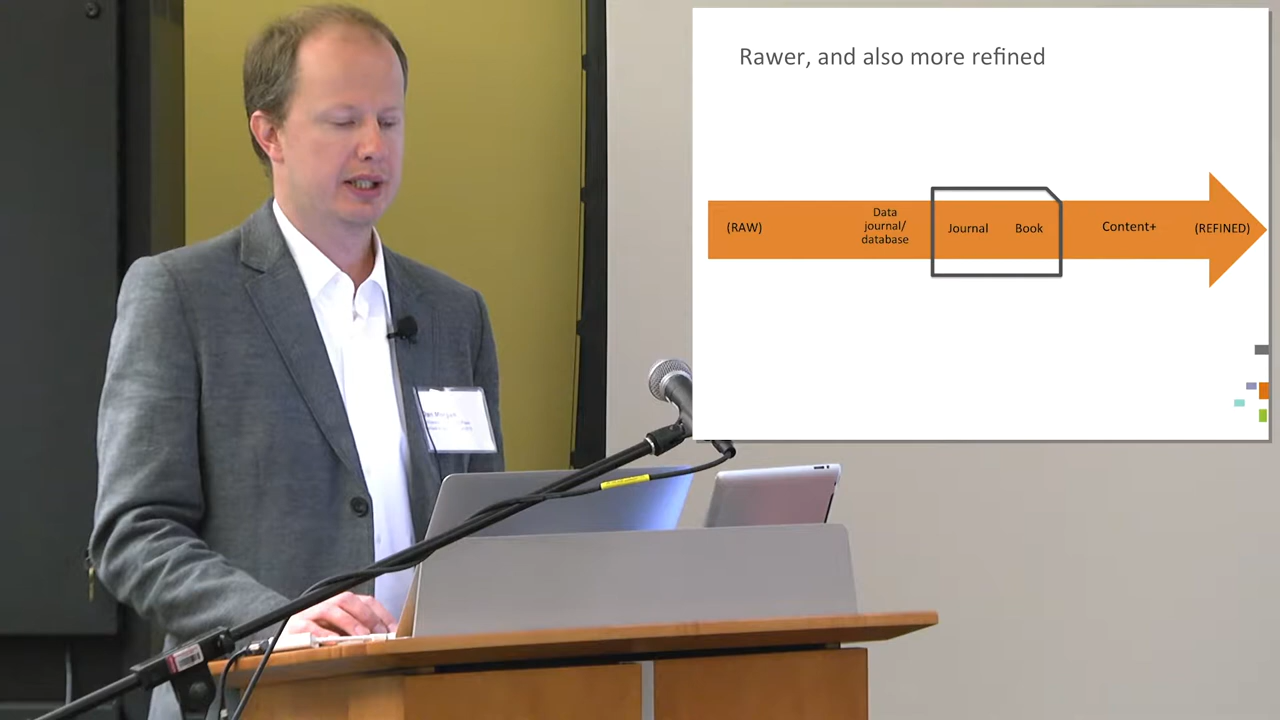 Rawer, and also more refined
(RAW)
Data
journal/
database
Journal
Book
Content+
(REFINED)